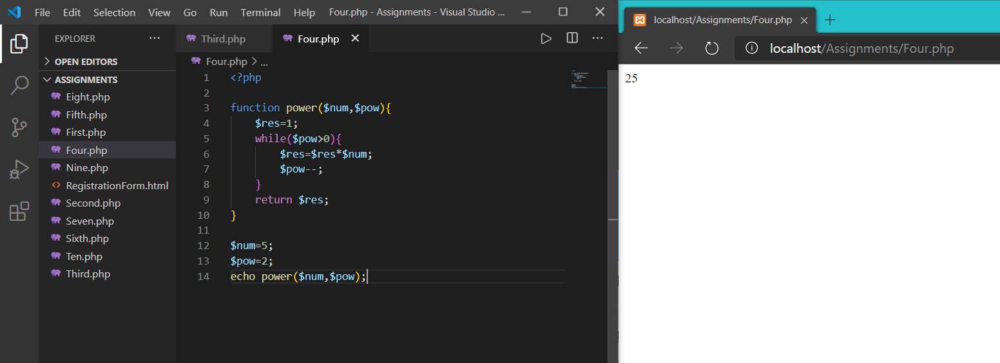 File Edit Selection View Go Run Terminal Help Four.php - Assignments - Visual Studio ...
EXPLORER ...
OPEN EDITORS
ASSIGNMENTS
Eight.php
Fifth.php
First.php
Four.php
Nine.php
RegistrationForm.html
Second.php
Seven.php
Sixth.php
Ten.php
Third.php
Third.php Four.php
Four.php > ...
1 <?php
2
3 function power($num,$pow){
4 $res=1;
5 while($pow>0){
6 $res=$res*$num;
7 $pow--;
8 }
9 return $res;
10 }
11
12 $num=5;
13 $pow=2;
14 echo power($num,$pow);
localhost/Assignments/Four.php
localhost/Assignments/Four.php
25